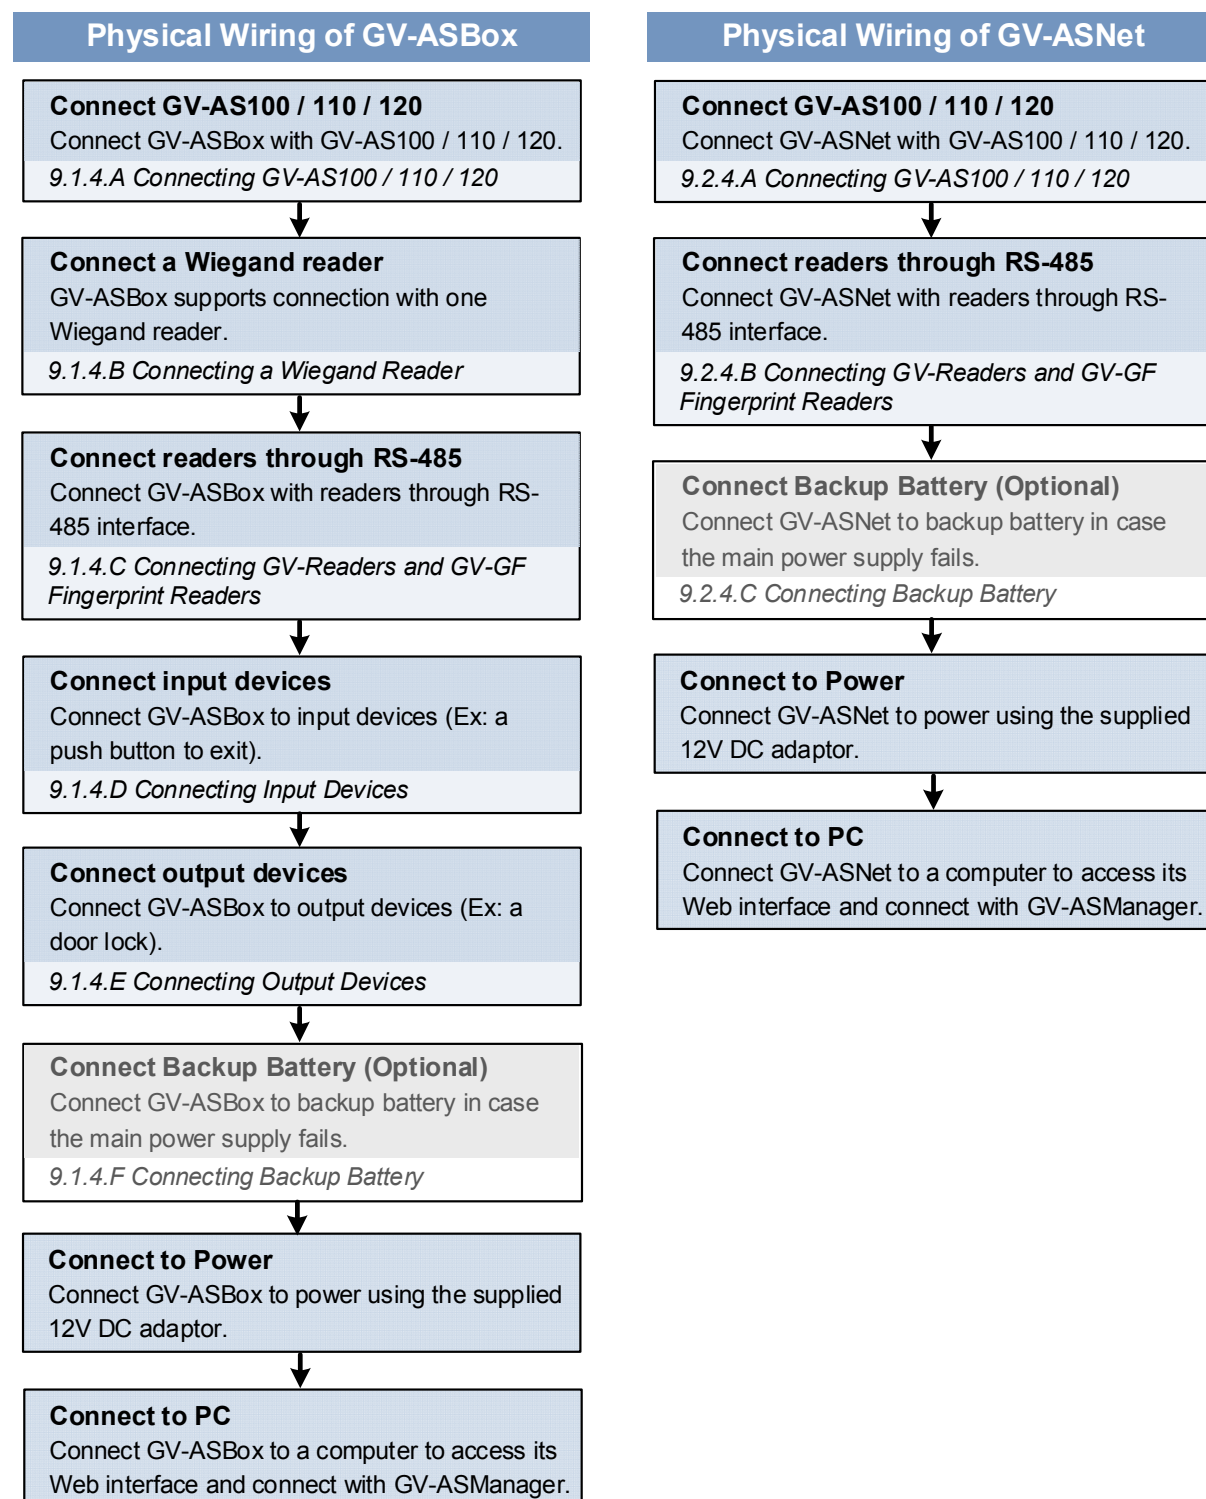 Physical Wiring of GV-ASBox
Connect GV-AS100 / 110 / 120
Connect GV-ASBox with GV-AS100 / 110 / 120.
9.1.4.A Connecting GV-AS100 / 110 / 120
Connect a Wiegand reader
GV-ASBox supports connection with one
Wiegand reader.
9.1.4.B Connecting a Wiegand Reader
Connect readers through RS-485
Connect GV-ASBox with readers through RS-
485 interface.
9.1.4.C Connecting GV-Readers and GV-GF
Fingerprint Readers
Connect input devices
Connect GV-ASBox to input devices (Ex: a
push button to exit).
9.1.4.D Connecting Input Devices
Connect output devices
Connect GV-ASBox to output devices (Ex: a
door lock).
9.1.4.E Connecting Output Devices
Connect Backup Battery (Optional)
Connect GV-ASBox to backup battery in case
the main power supply fails.
9.1.4.F Connecting Backup Battery
Connect to Power
Connect GV-ASBox to power using the supplied
12V DC adaptor.
Connect to PC
Connect GV-ASBox to a computer to access its
Web interface and connect with GV-ASManager.
Physical Wiring of GV-ASNet
Connect GV-AS100 / 110 / 120
Connect GV-ASNet with GV-AS100 / 110 / 120.
9.2.4.A Connecting GV-AS100 / 110 / 120
Connect readers through RS-485
Connect GV-ASNet with readers through RS-
485 interface.
9.2.4.B Connecting GV-Readers and GV-GF
Fingerprint Readers
Connect Backup Battery (Optional)
Connect GV-ASNet to backup battery in case
the main power supply fails.
9.2.4.C Connecting Backup Battery
Connect to Power
Connect GV-ASNet to power using the supplied
12V DC adaptor.
Connect to PC
Connect GV-ASNet to a computer to access its
Web interface and connect with GV-ASManager.